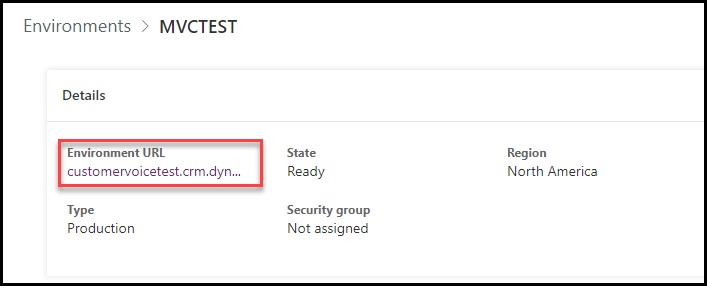 Environments > MVCTEST
Details
Environment URL State Region
customervoicetest.crm.dyn... Ready North America
Type Security group
Production Not assigned